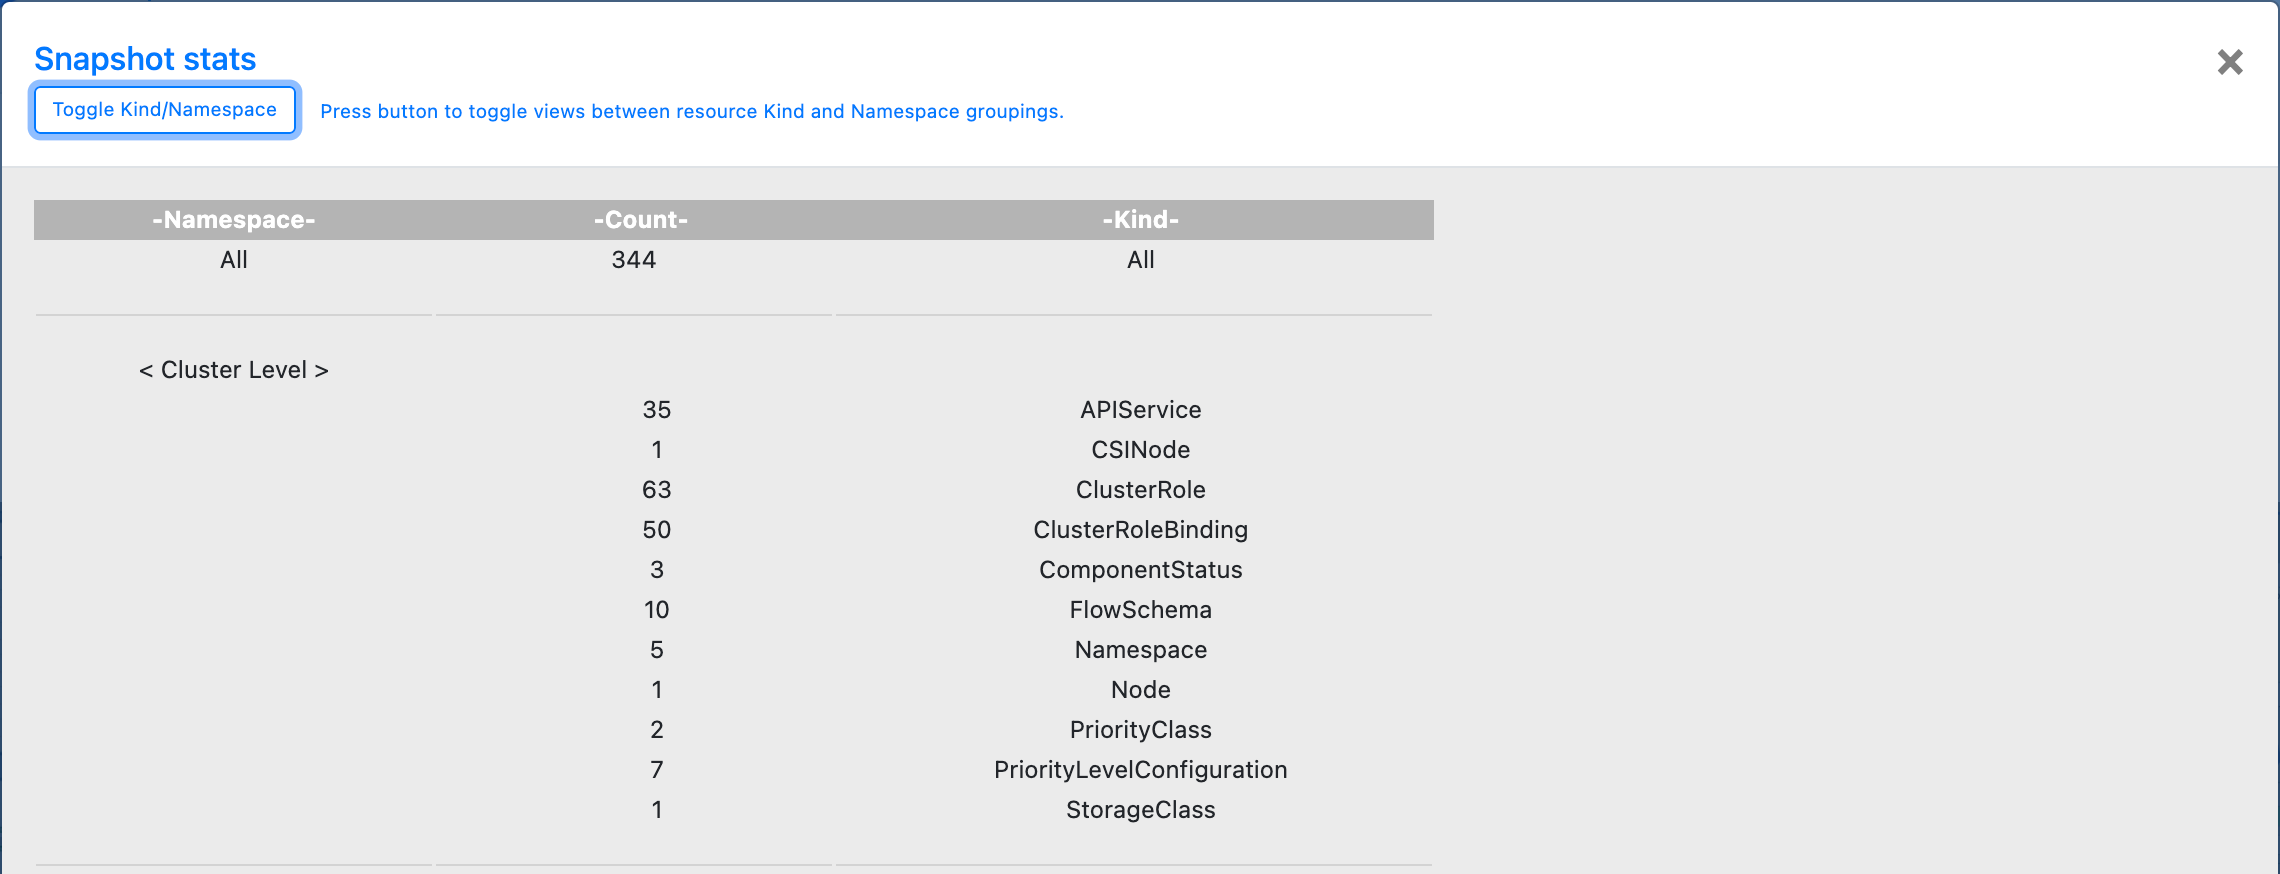 Snapshot stats
Toggle Kind/Namespace Press button to toggle views between resource Kind and Namespace groupings.
-Namespace- -Count- -Kind-
All 344 All
< Cluster Level >
35 APIService
1 CSINode
63 ClusterRole
50 ClusterRoleBinding
3 ComponentStatus
10 FlowSchema
5 Namespace
1 Node
2 PriorityClass
7 PriorityLevelConfiguration
1 StorageClass